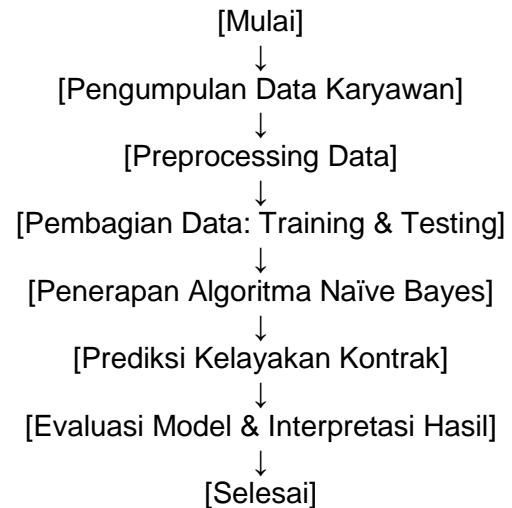 [Mulai]
↓
[Pengumpulan Data Karyawan]
↓
[Preprocessing Data]
↓
[Pembagian Data: Training & Testing]
↓
[Penerapan Algoritma Naïve Bayes]
↓
[Prediksi Kelayakan Kontrak]
↓
[Evaluasi Model & Interpretasi Hasil]
↓
[Selesai]